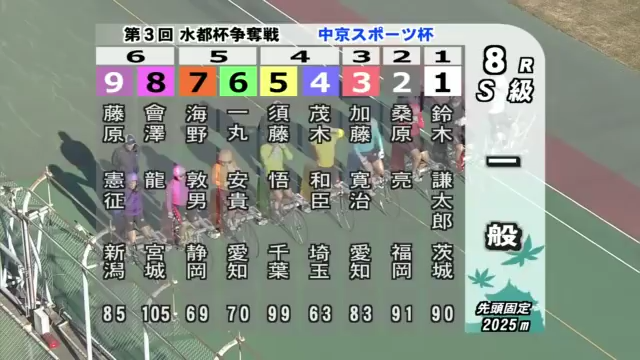 第3回 水都杯争奪戦 中京スポーツ杯
6 5 4 3 2 1
9 8 7 6 5 4 3 2 1
藤原 憲征 新潟 85
會澤 龍 宮城 105
海野 敦男 静岡 69
一丸 安貴 愛知 70
須藤 悟 千葉 99
茂木 和臣 埼玉 63
加藤 寛治 愛知 83
桑原 亮 福岡 91
鈴木 謙太郎 茨城 90
8R
S級
一般
先頭固定
2025m